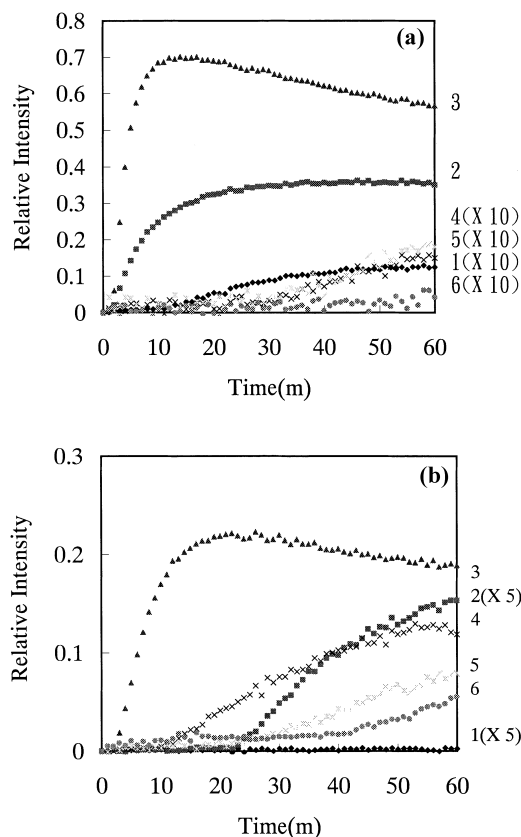 (a)
0.8
0.7
0.6
0.5
0.4
0.3
0.2
0.1
0
Relative Intensity
3
2
4(X 10)
5(X 10)
1(X 10)
6(X 10)
0 10 20 30 40 50 60
Time(m)
(b)
0.3
0.2
0.1
0
Relative Intensity
3
2(X 5)
4
5
6
1(X 5)
0 10 20 30 40 50 60
Time(m)